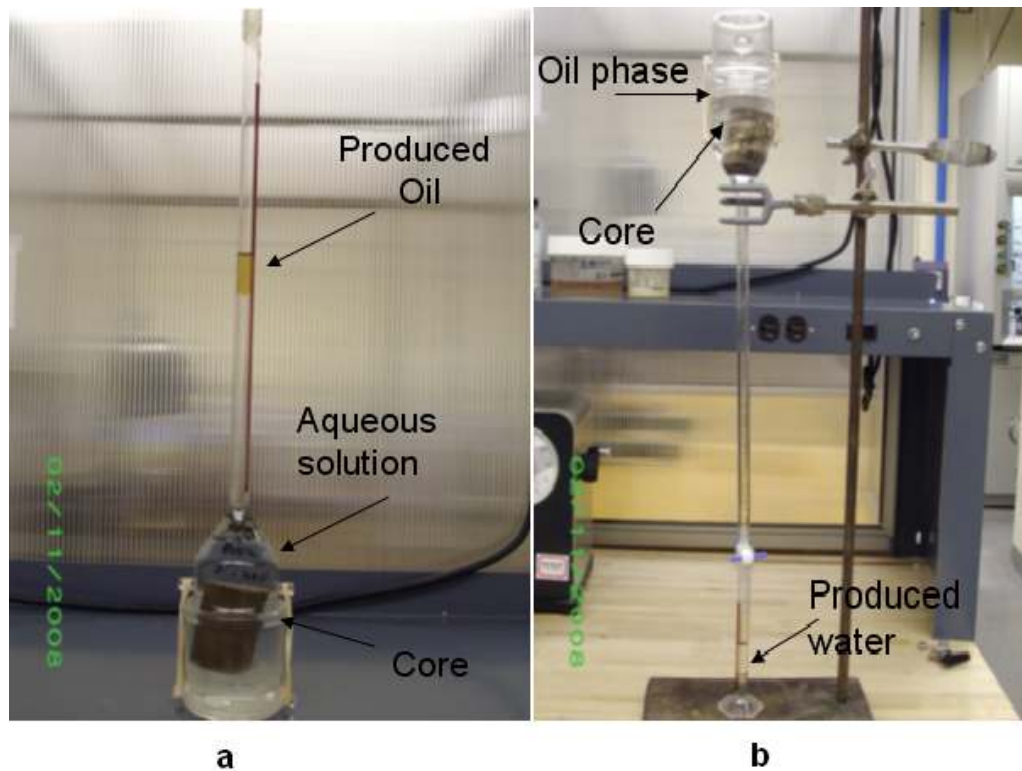 Produced
Oil
Aqueous
solution
Core
02/11/2008
a
Oil phase
Core
Produced
water
b